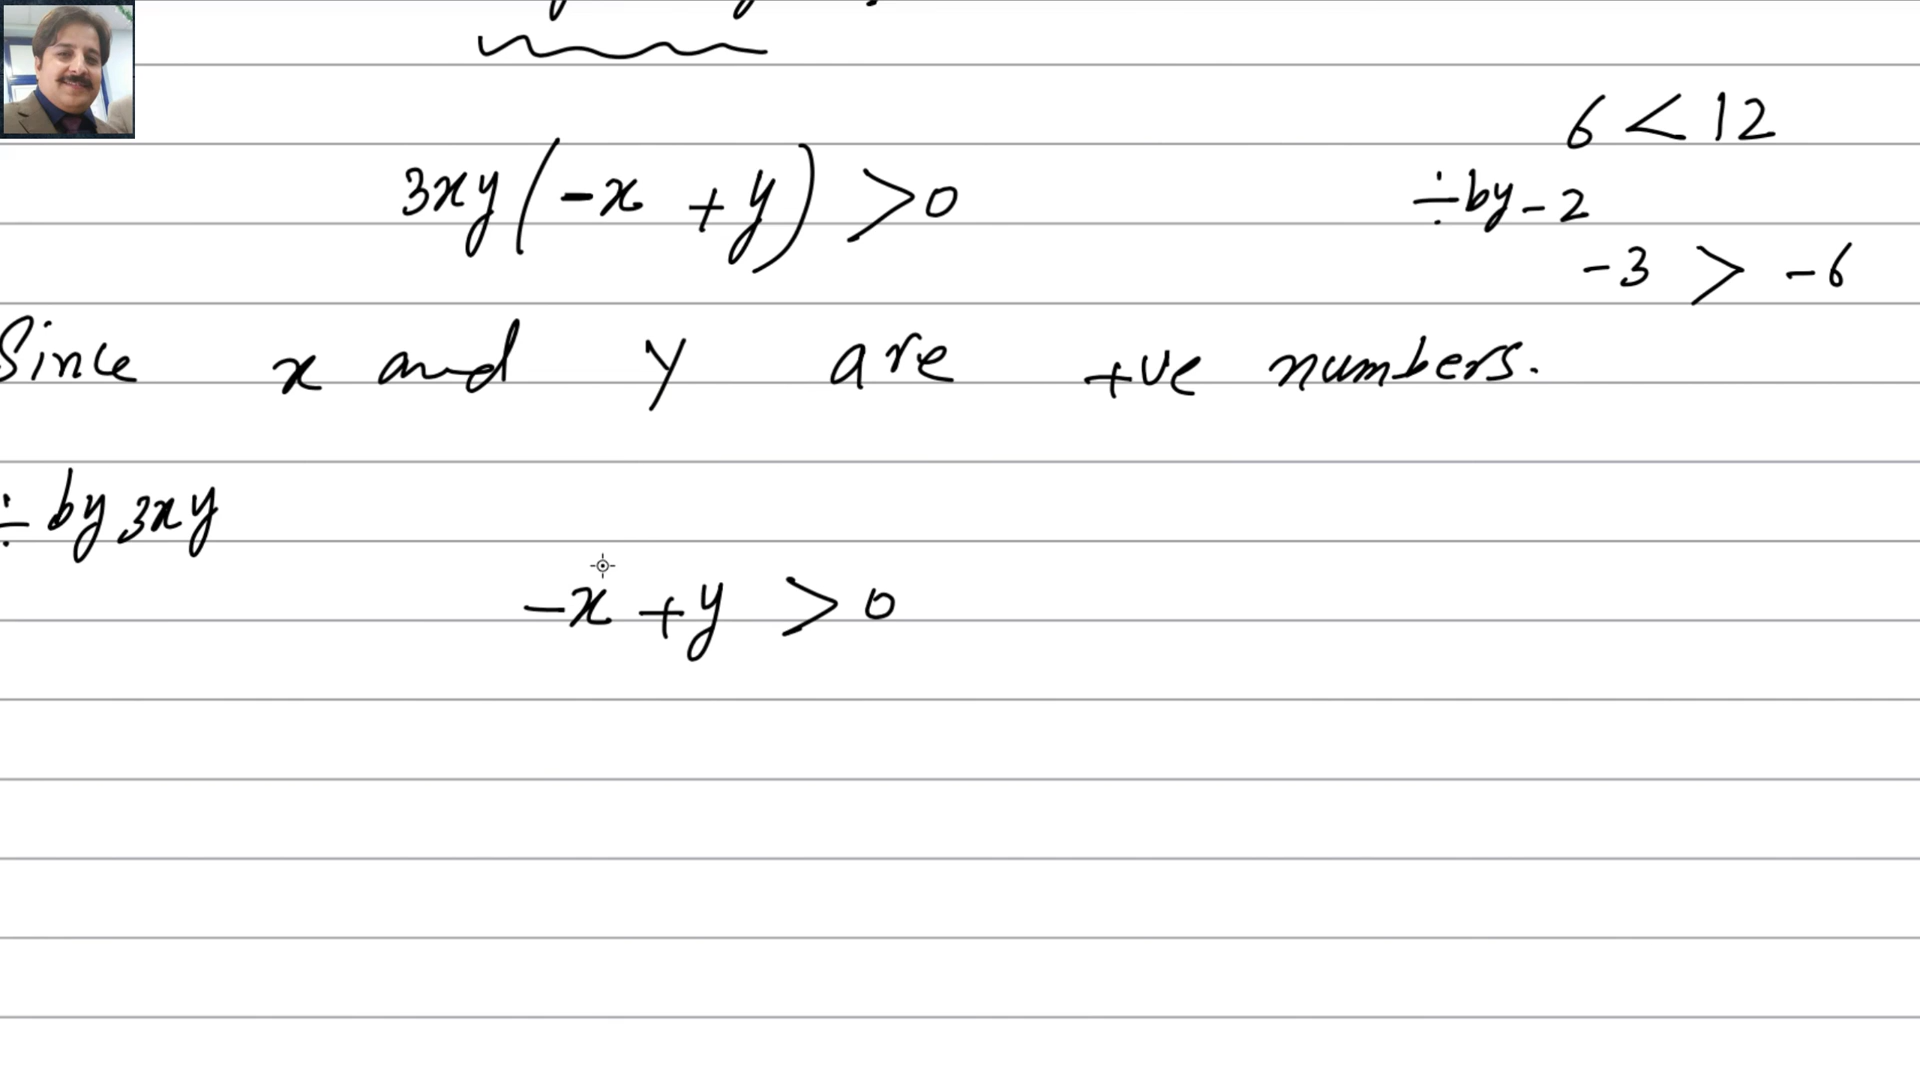 3xy(-x + y) > 0
6 < 12
÷ by -2
-3 > -6
Since x and y are +ve numbers.
÷ by 3xy
-x + y > 0